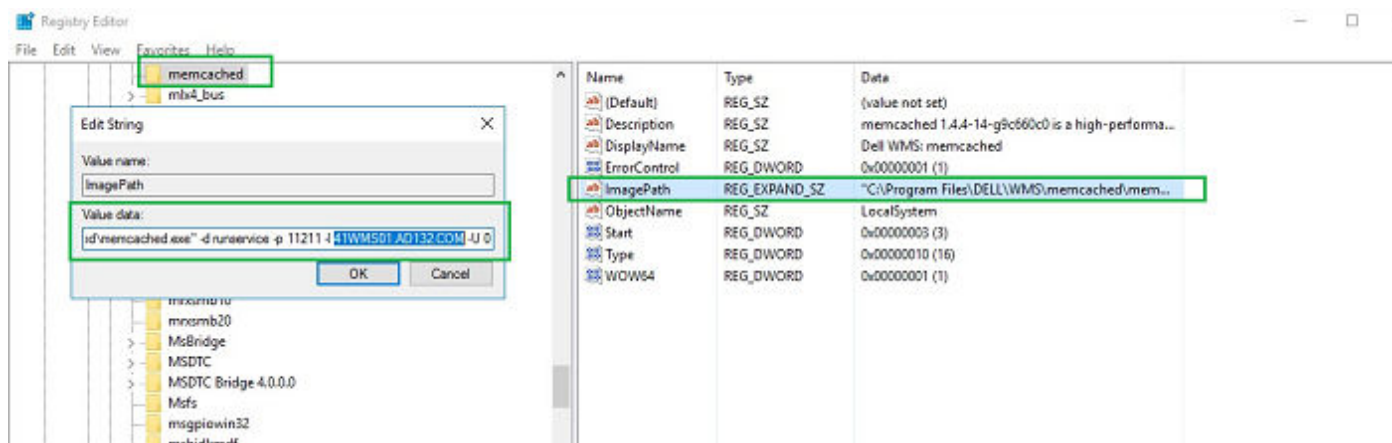 Registry Editor
File Edit View Favorites Help
memcached
mlx4_bus
Edit String
Value name:
ImagePath
Value data:
d\memcached.exe" -d runservice -p 11211 -l 41WMS01.AD132.COM -U 0
OK Cancel
mrxsmb10
mrxsmb20
MsBridge
MSDTC
MSDTC Bridge 4.0.0.0
Msfs
msgpiowin32
Name Type Data
(Default) REG_SZ (value not set)
Description REG_SZ memcached 1.4.4-14-g9c660c0 is a high-performa...
DisplayName REG_SZ Dell WMS: memcached
ErrorControl REG_DWORD 0x00000001 (1)
ImagePath REG_EXPAND_SZ "C:\Program Files\DELL\WMS\memcached\mem...
ObjectName REG_SZ LocalSystem
Start REG_DWORD 0x00000003 (3)
Type REG_DWORD 0x00000010 (16)
WOW64 REG_DWORD 0x00000001 (1)